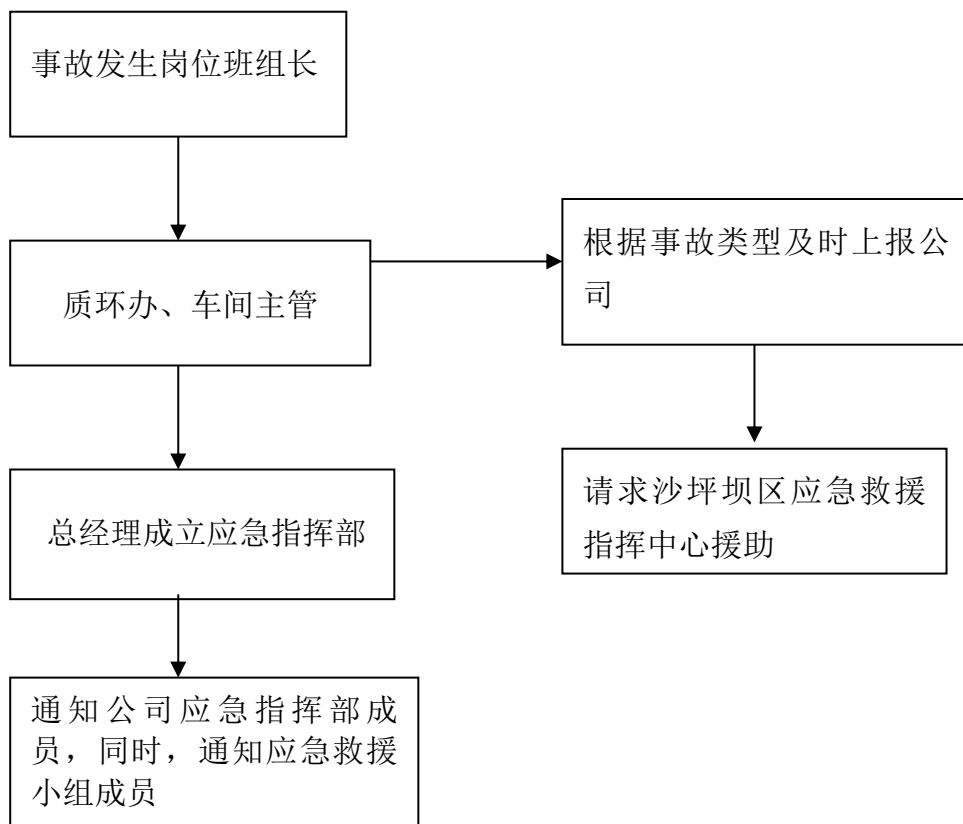 事故发生岗位班组长
质环办、车间主管
根据事故类型及时上报公
司
总经理成立应急指挥部
请求沙坪坝区应急救援
指挥中心援助
通知公司应急指挥部成
员，同时，通知应急救援
小组成员